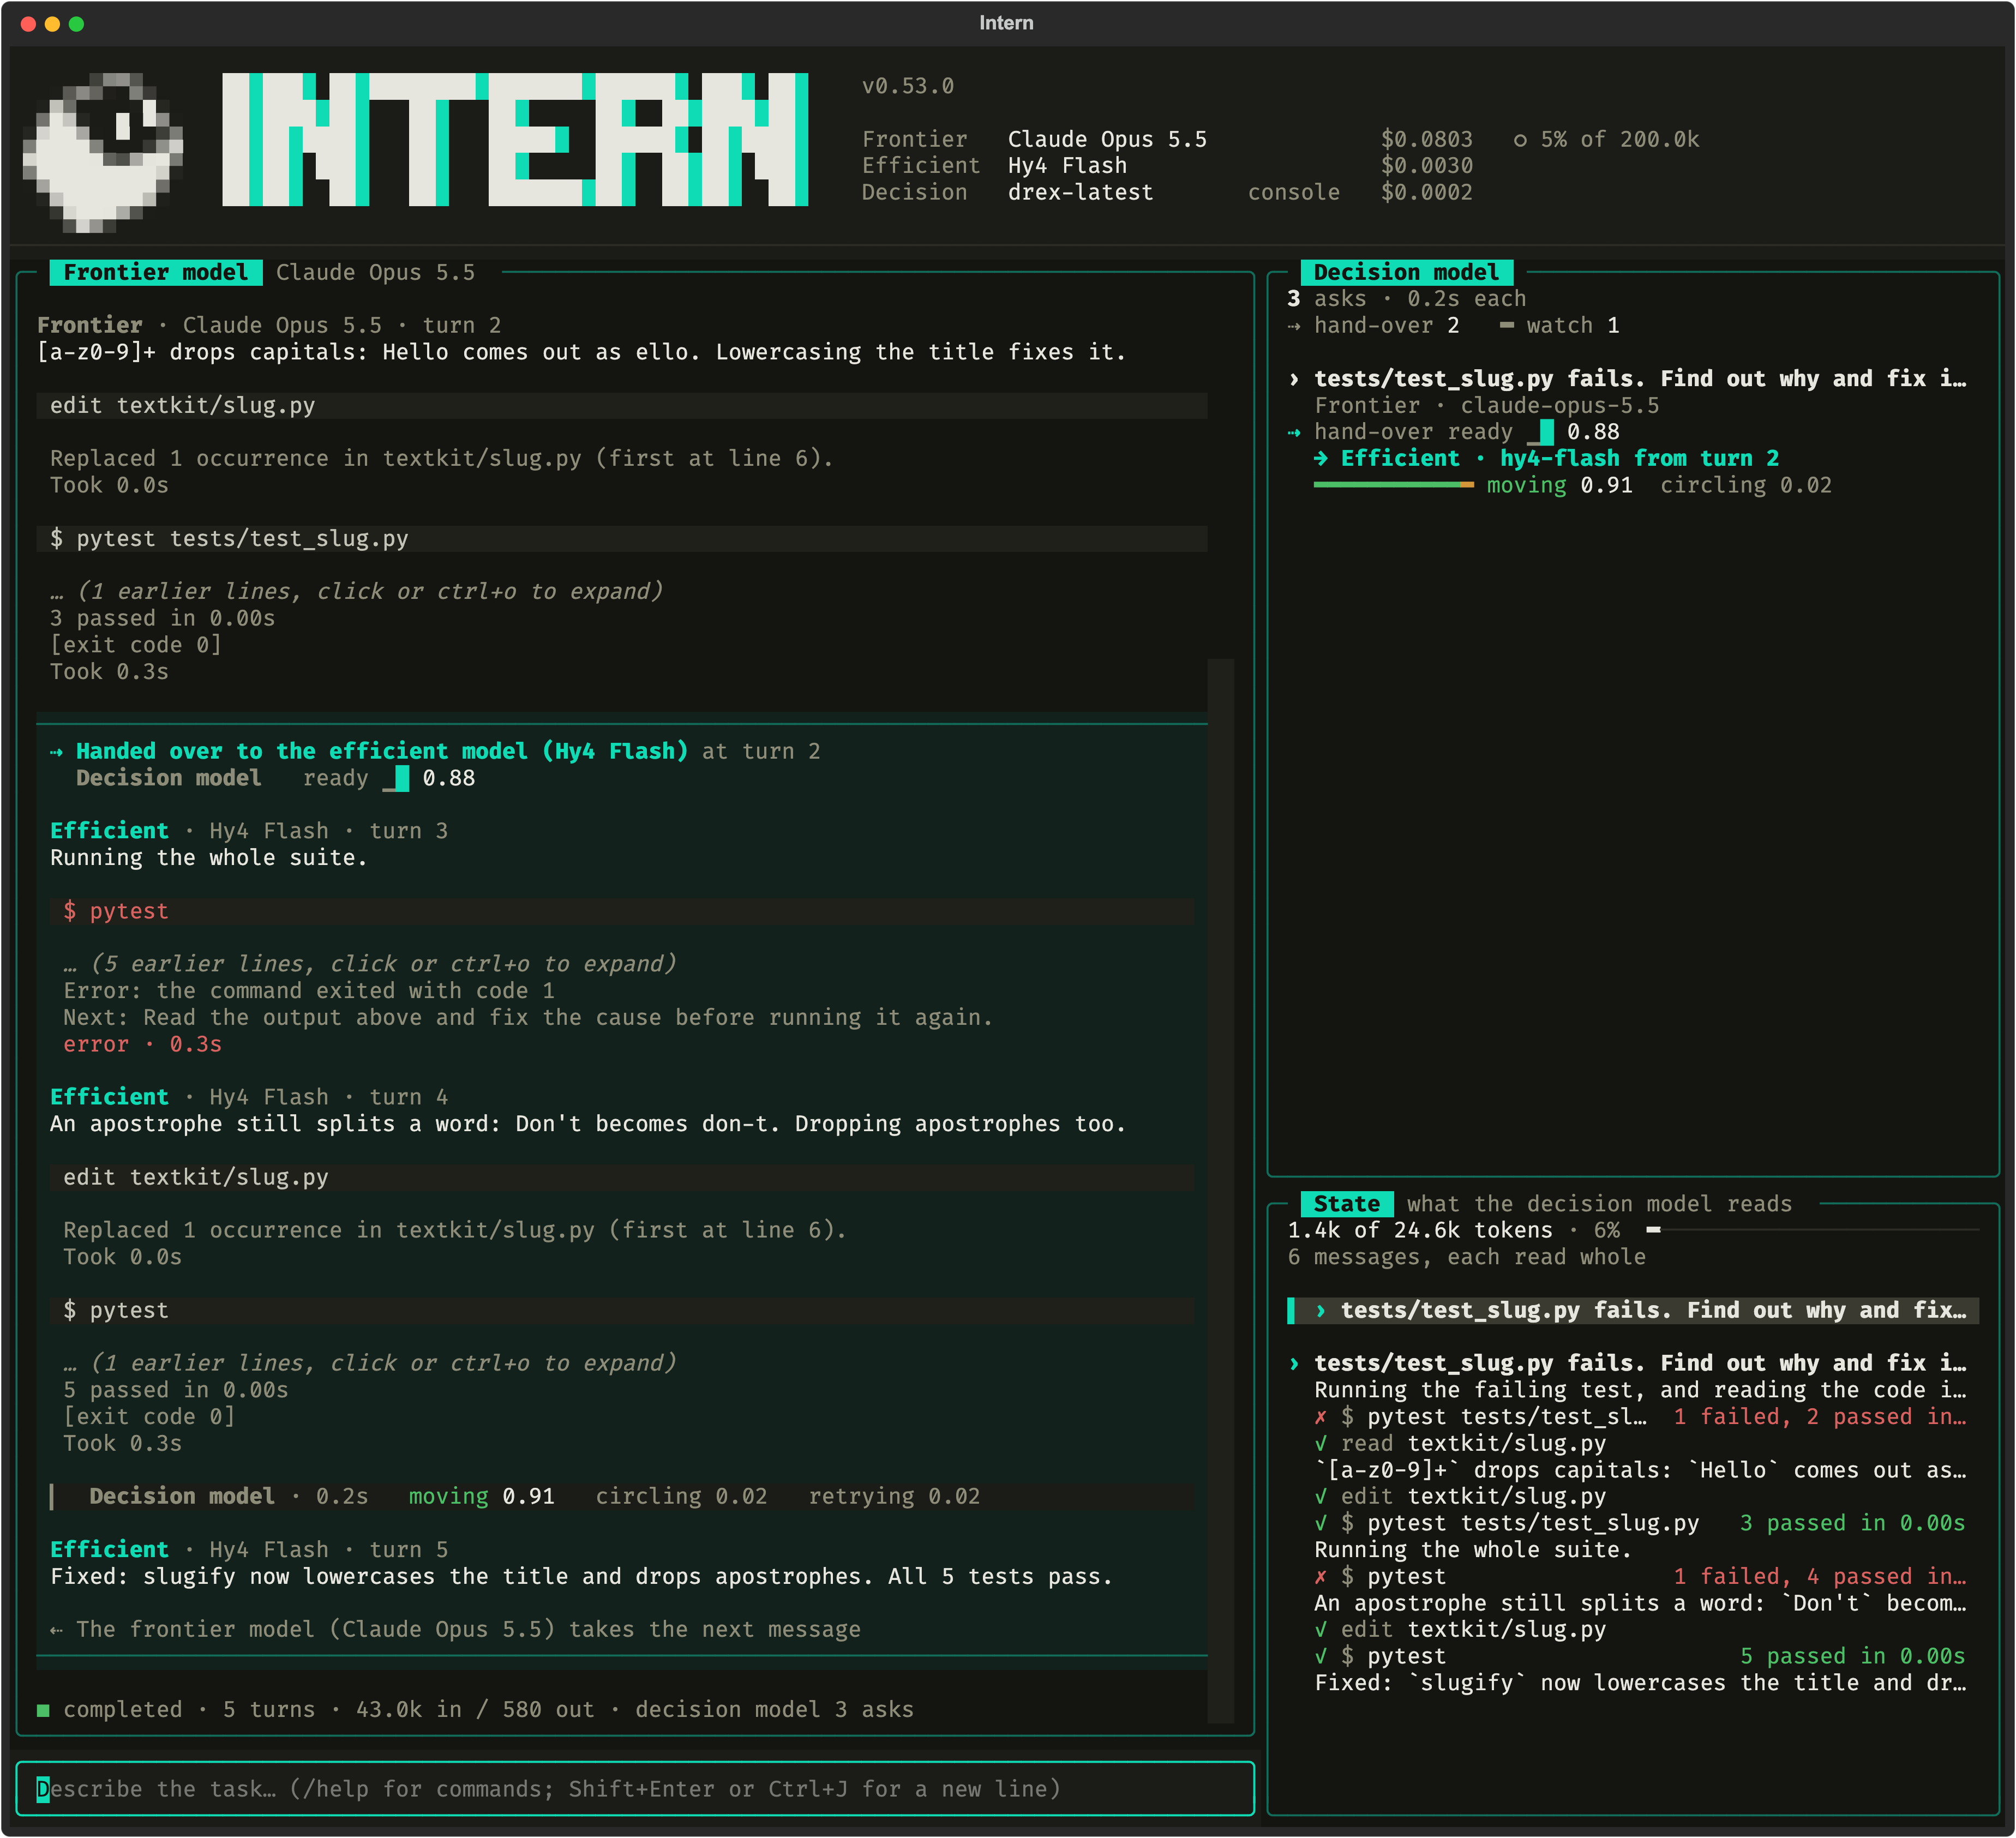 Intern
INTERN
v0.53.0
Frontier Claude Opus 5.5 $0.0803 ○ 5% of 200.0k
Efficient Hy4 Flash $0.0030
Decision drex-latest console $0.0002
Frontier model Claude Opus 5.5
Frontier · Claude Opus 5.5 · turn 2
[a-z0-9]+ drops capitals: Hello comes out as ello. Lowercasing the title fixes it.
edit textkit/slug.py
Replaced 1 occurrence in textkit/slug.py (first at line 6).
Took 0.0s
$ pytest tests/test_slug.py
… (1 earlier lines, click or ctrl+o to expand)
3 passed in 0.00s
[exit code 0]
Took 0.3s
⇢ Handed over to the efficient model (Hy4 Flash) at turn 2
Decision model ready 0.88
Efficient · Hy4 Flash · turn 3
Running the whole suite.
$ pytest
… (5 earlier lines, click or ctrl+o to expand)
Error: the command exited with code 1
Next: Read the output above and fix the cause before running it again.
error · 0.3s
Efficient · Hy4 Flash · turn 4
An apostrophe still splits a word: Don't becomes don-t. Dropping apostrophes too.
edit textkit/slug.py
Replaced 1 occurrence in textkit/slug.py (first at line 6).
Took 0.0s
$ pytest
… (1 earlier lines, click or ctrl+o to expand)
5 passed in 0.00s
[exit code 0]
Took 0.3s
Decision model · 0.2s moving 0.91 circling 0.02 retrying 0.02
Efficient · Hy4 Flash · turn 5
Fixed: slugify now lowercases the title and drops apostrophes. All 5 tests pass.
⇠ The frontier model (Claude Opus 5.5) takes the next message
■ completed · 5 turns · 43.0k in / 580 out · decision model 3 asks
Describe the task… (/help for commands; Shift+Enter or Ctrl+J for a new line)
Decision model
3 asks · 0.2s each
⇢ hand-over 2 watch 1
› tests/test_slug.py fails. Find out why and fix i…
Frontier · claude-opus-5.5
⇢ hand-over ready 0.88
→ Efficient · hy4-flash from turn 2
moving 0.91 circling 0.02
State what the decision model reads
1.4k of 24.6k tokens · 6%
6 messages, each read whole
› tests/test_slug.py fails. Find out why and fix…
› tests/test_slug.py fails. Find out why and fix i…
Running the failing test, and reading the code i…
✗ $ pytest tests/test_sl… 1 failed, 2 passed in…
√ read textkit/slug.py
`[a-z0-9]+` drops capitals: `Hello` comes out as…
√ edit textkit/slug.py
√ $ pytest tests/test_slug.py 3 passed in 0.00s
Running the whole suite.
✗ $ pytest 1 failed, 4 passed in…
An apostrophe still splits a word: `Don't` becom…
√ edit textkit/slug.py
√ $ pytest 5 passed in 0.00s
Fixed: `slugify` now lowercases the title and dr…